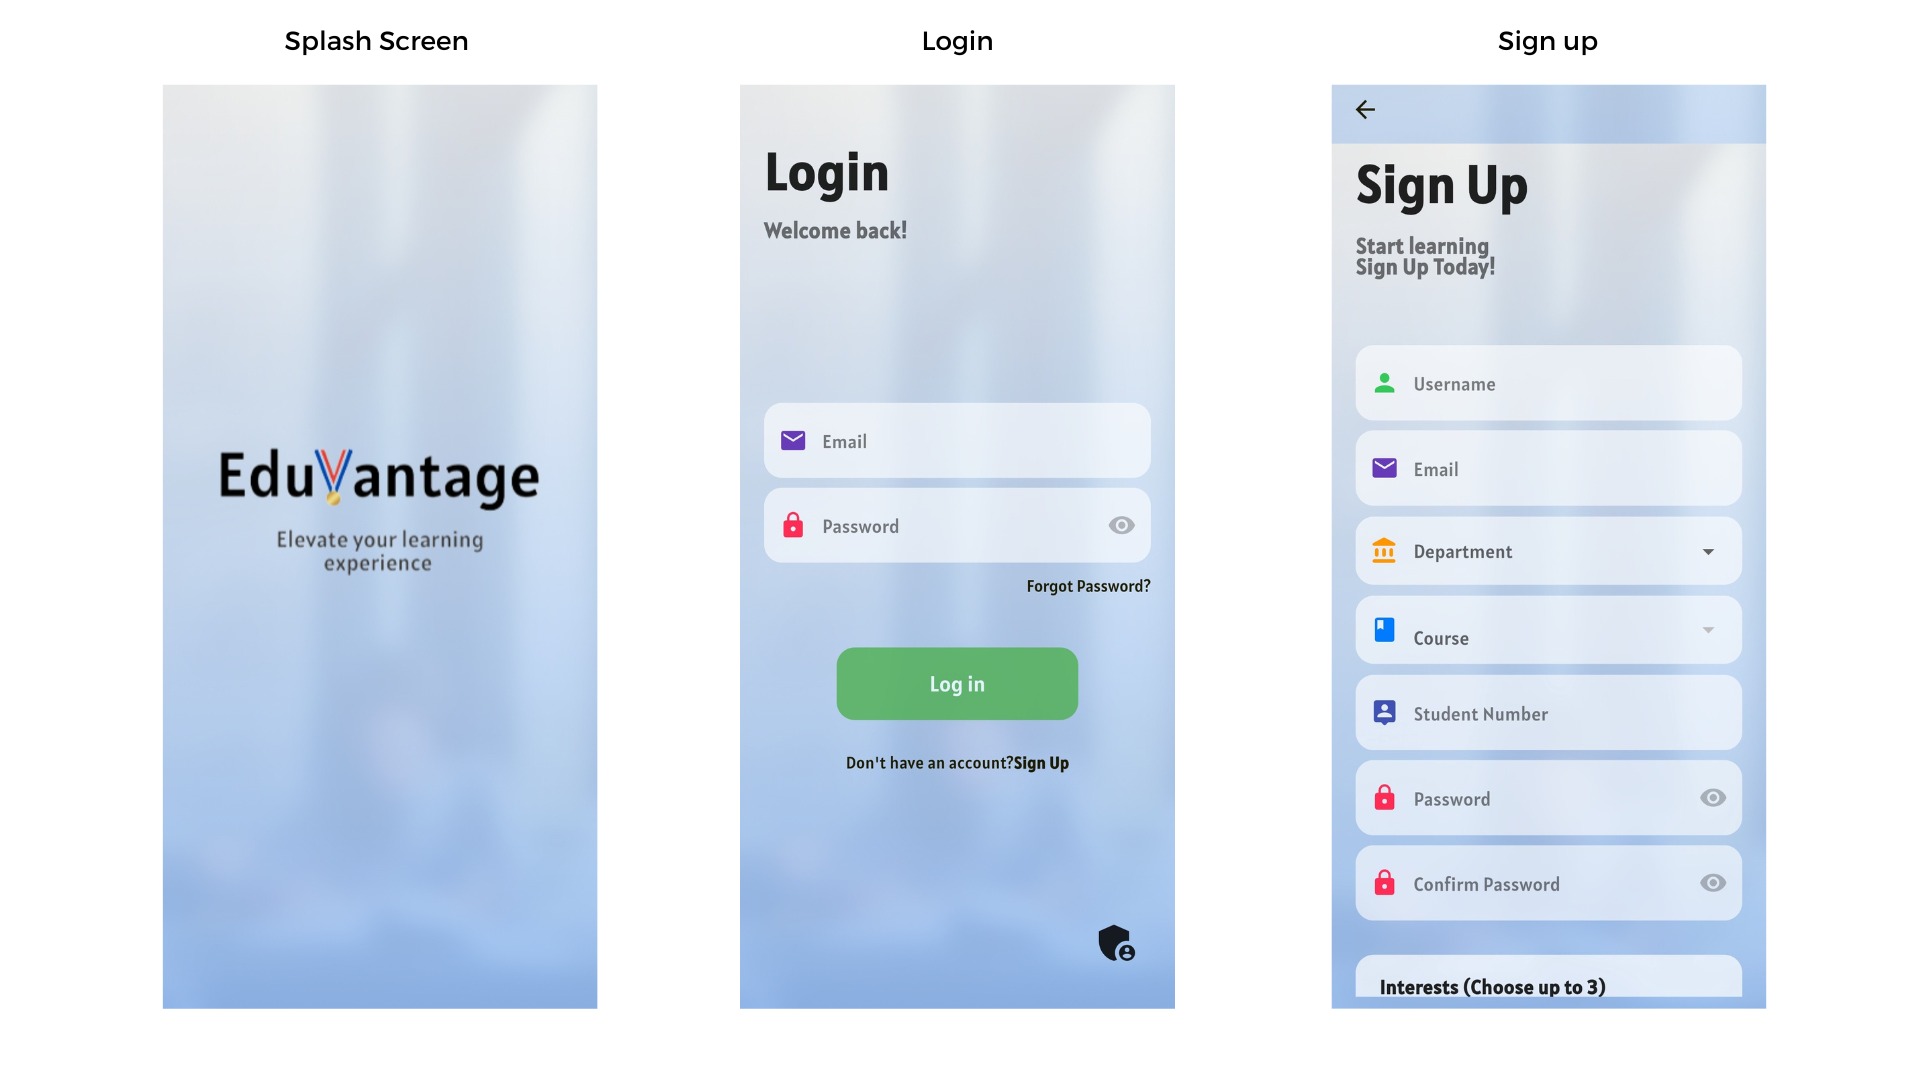 Splash Screen
EduVantage
Elevate your learning
experience
Login
Login
Welcome back!
Email
Password
Forgot Password?
Log in
Don't have an account?Sign Up
Sign up
Sign Up
Start learning
Sign Up Today!
Username
Email
Department
Course
Student Number
Password
Confirm Password
Interests (Choose up to 3)